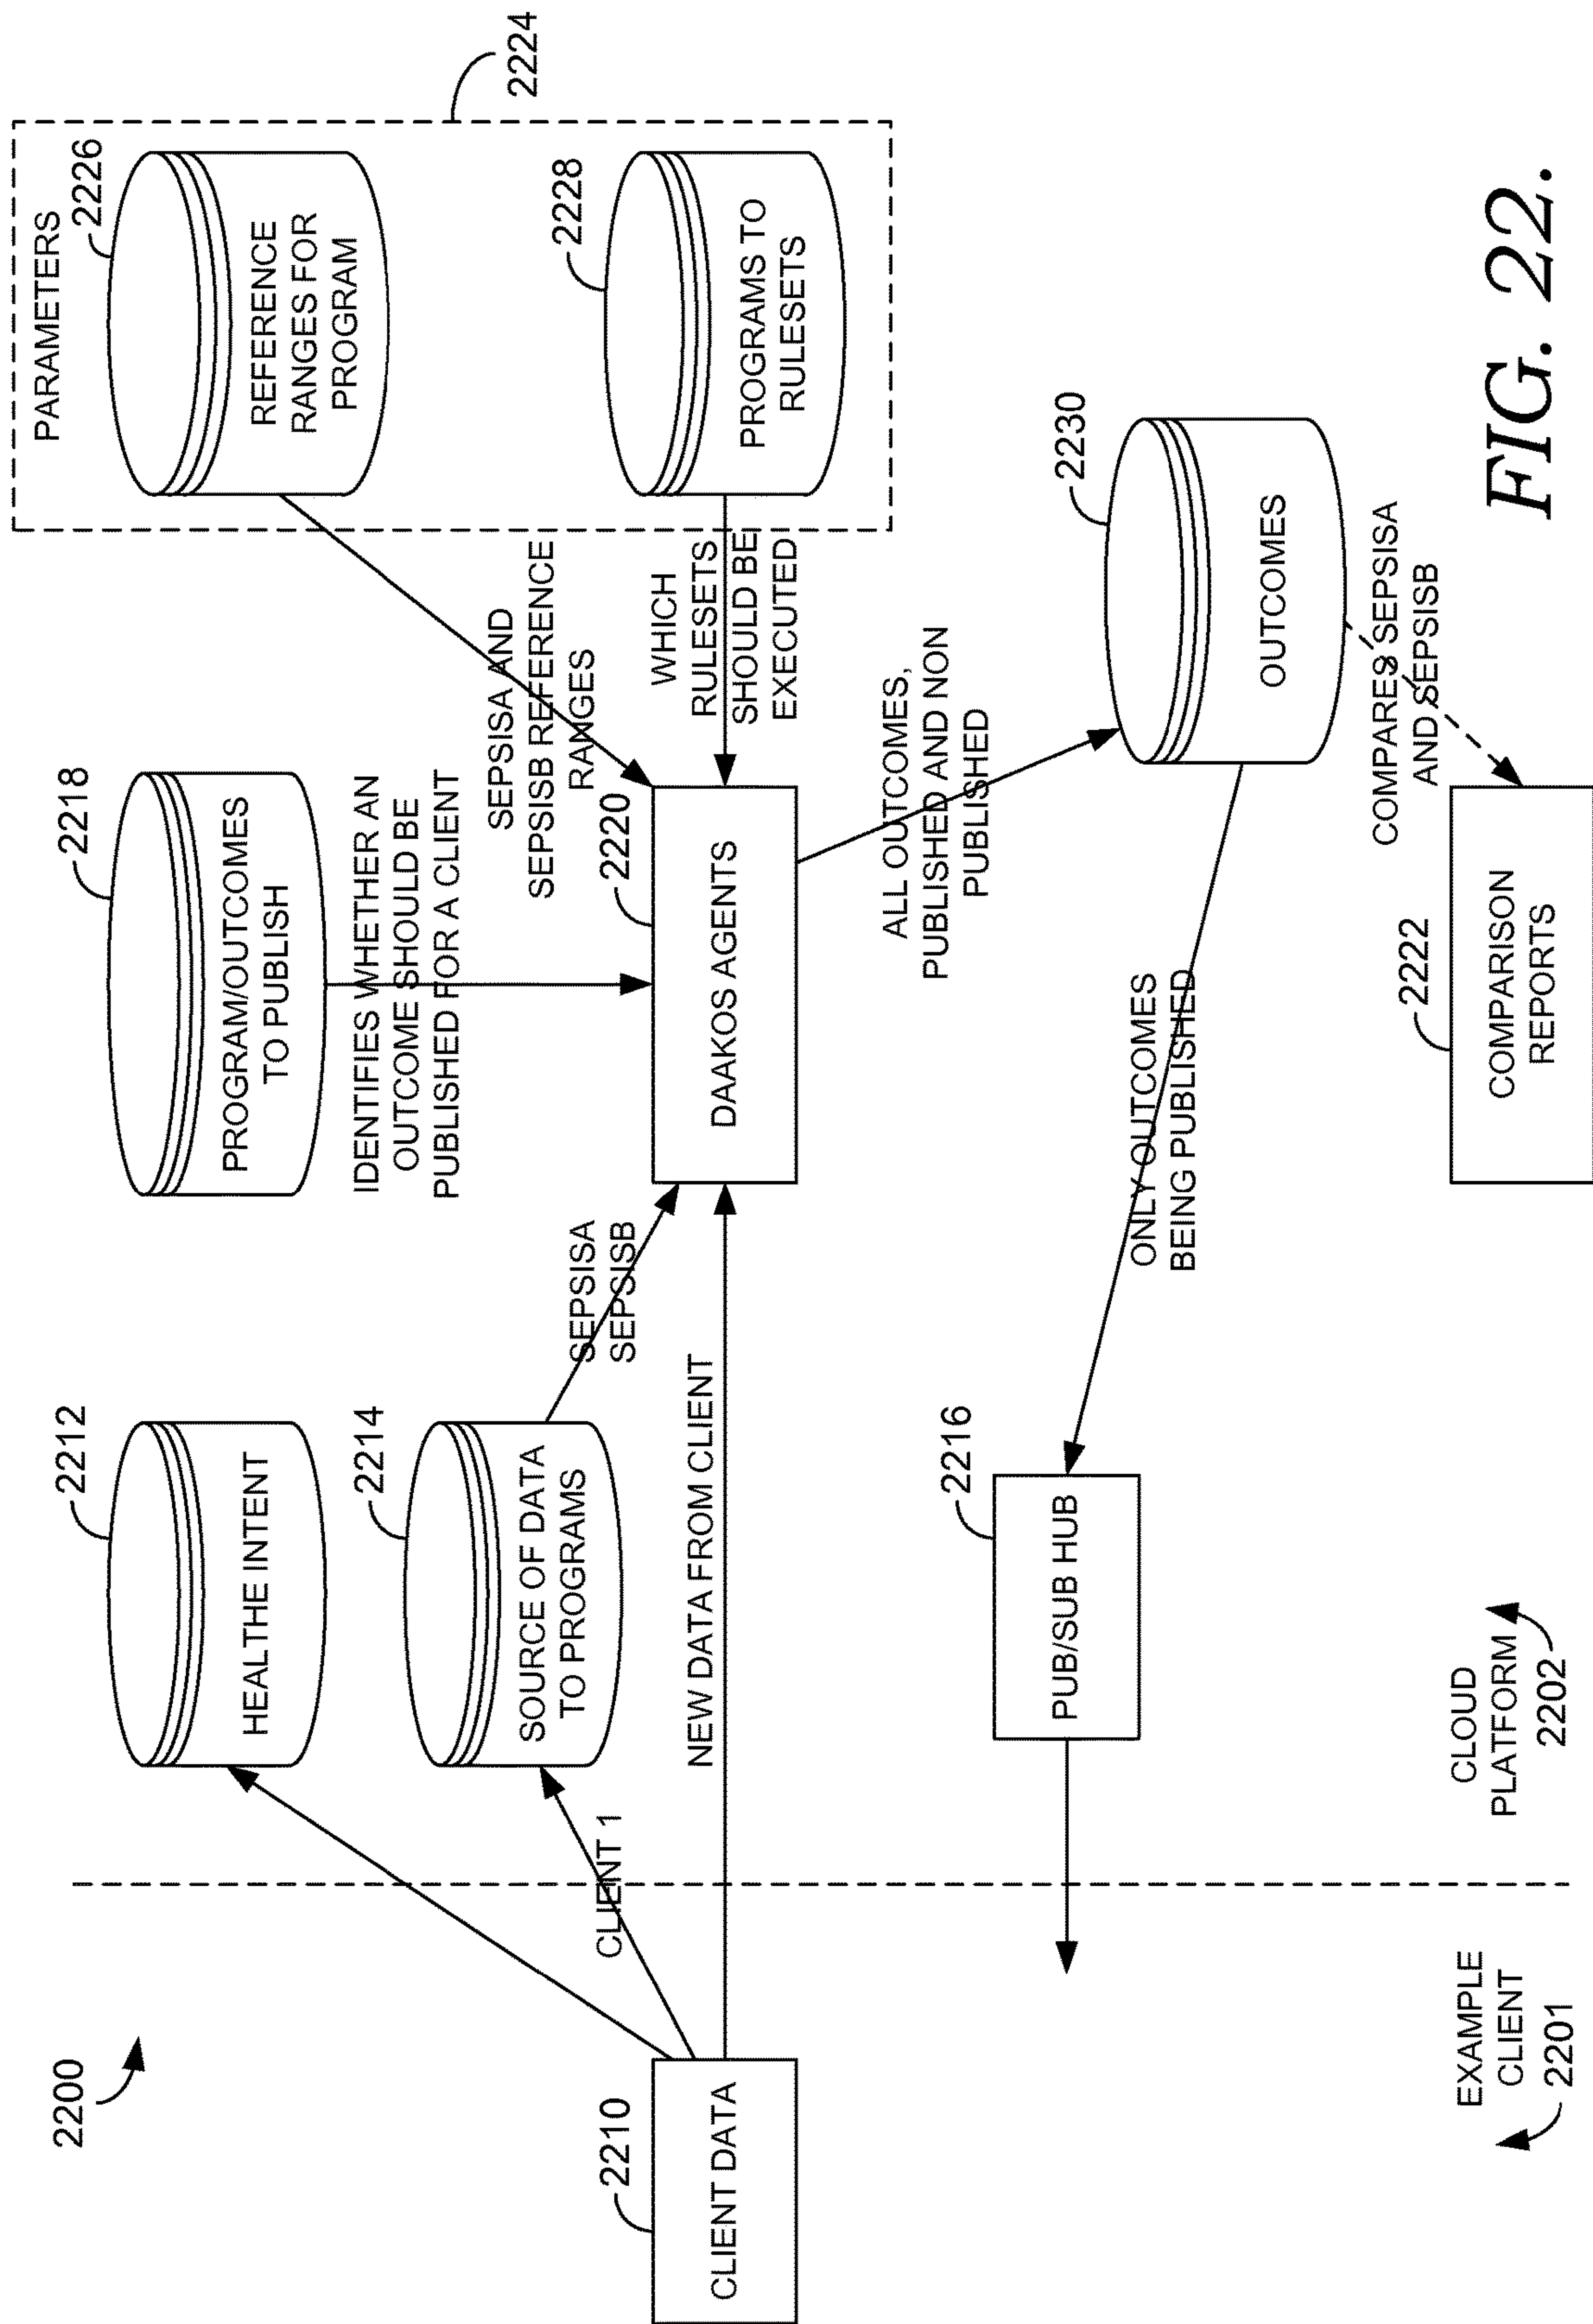 2200
2210
CLIENT DATA
EXAMPLE
CLIENT
2201
CLIENT 1
2212
HEALTHE INTENT
2214
SOURCE OF DATA
TO PROGRAMS
NEW DATA FROM CLIENT
2216
PUB/SUB HUB
CLOUD
PLATFORM
2202
SEPSISA
SEPSISB
2218
PROGRAM/OUTCOMES
TO PUBLISH
IDENTIFIES WHETHER AN
OUTCOME SHOULD BE
PUBLISHED FOR A CLIENT
2220
DAAKOS AGENTS
ONLY OUTCOMES
BEING PUBLISHED
2222
COMPARISON
REPORTS
PARAMETERS
2224
2226
REFERENCE
RANGES FOR
PROGRAM
SEPSISA AND
SEPSISB REFERENCE
RANGES
2228
PROGRAMS TO
RULESETS
WHICH
RULESETS
SHOULD BE
EXECUTED
ALL OUTCOMES,
PUBLISHED AND NON
PUBLISHED
2230
OUTCOMES
COMPARES SEPSISA
AND SEPSISB
FIG. 22.